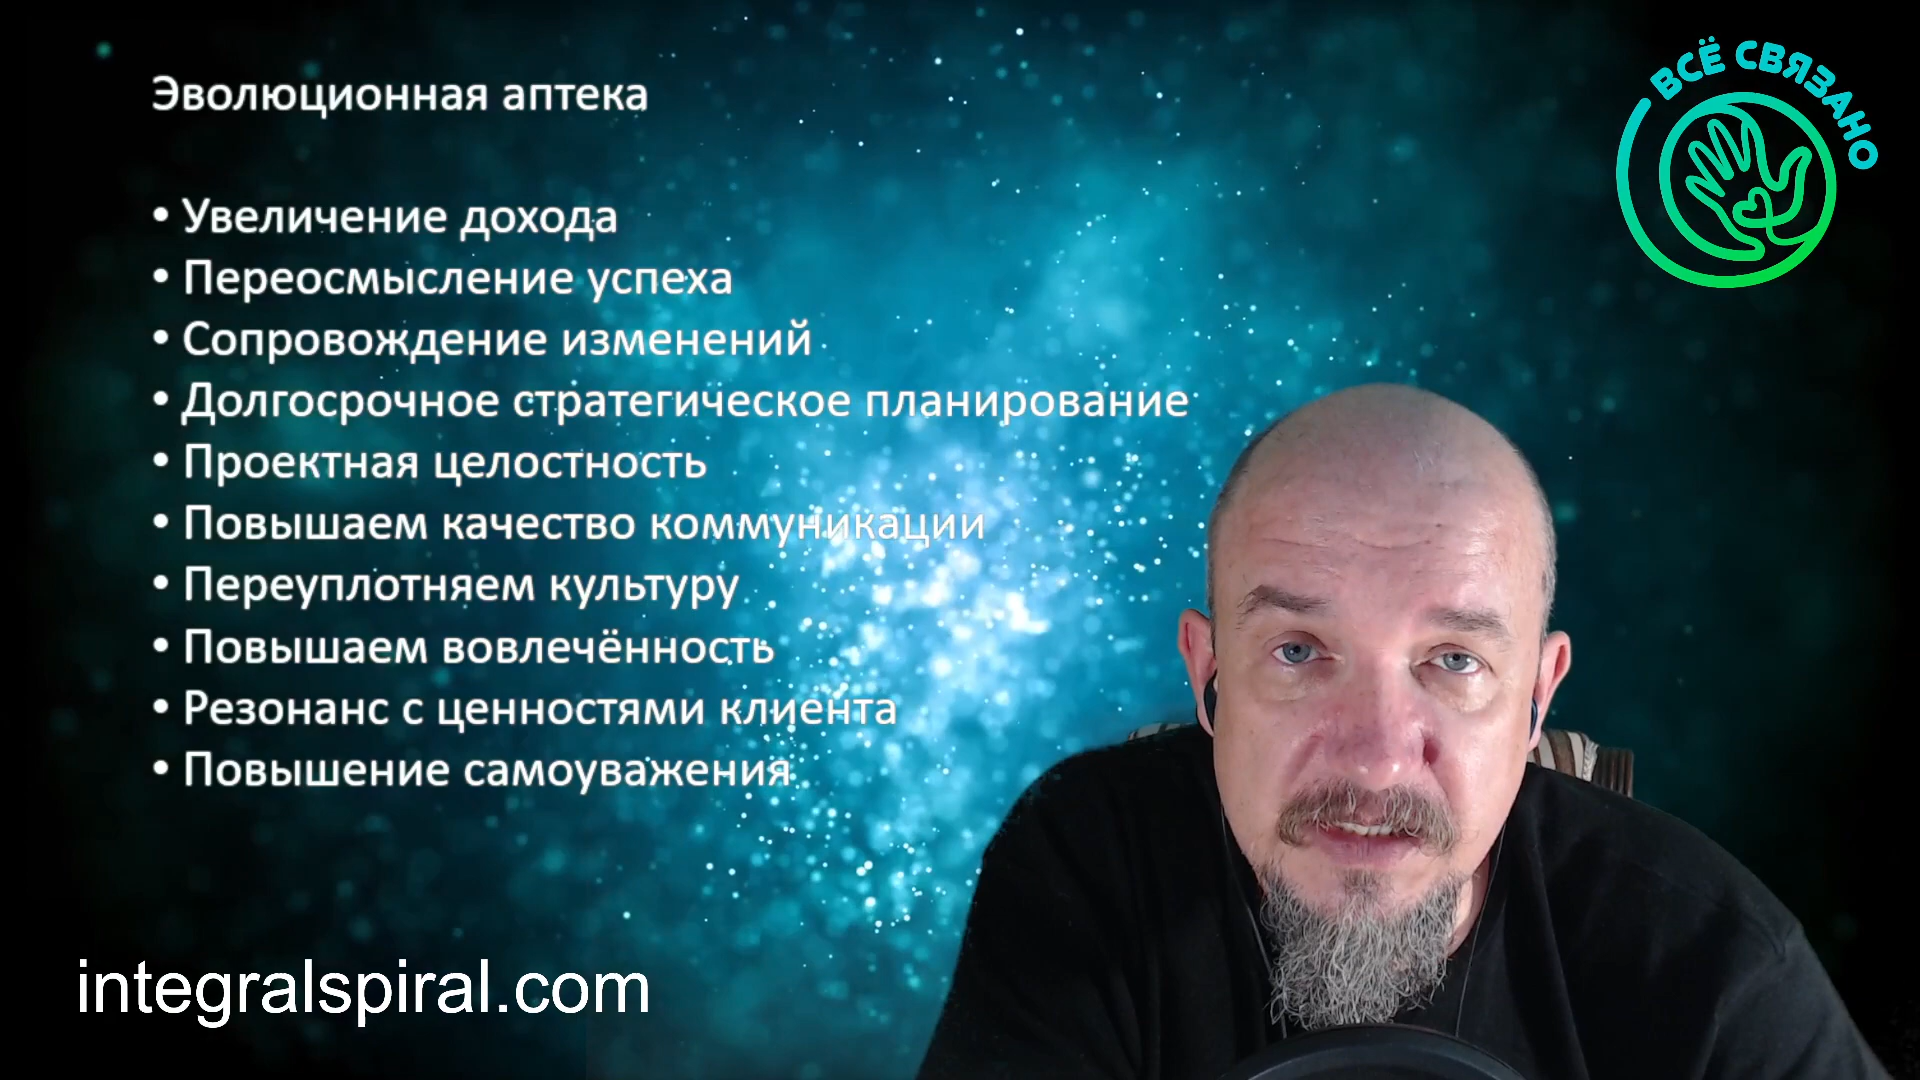 Эволюционная аптека
ВСЁ СВЯЗАНО
• Увеличение дохода
• Переосмысление успеха
• Сопровождение изменений
• Долгосрочное стратегическое планирование
• Проектная целостность
• Повышаем качество коммуникации
• Переуплотняем культуру
• Повышаем вовлечённость
• Резонанс с ценностями клиента
• Повышение самоуважения
integralspiral.com